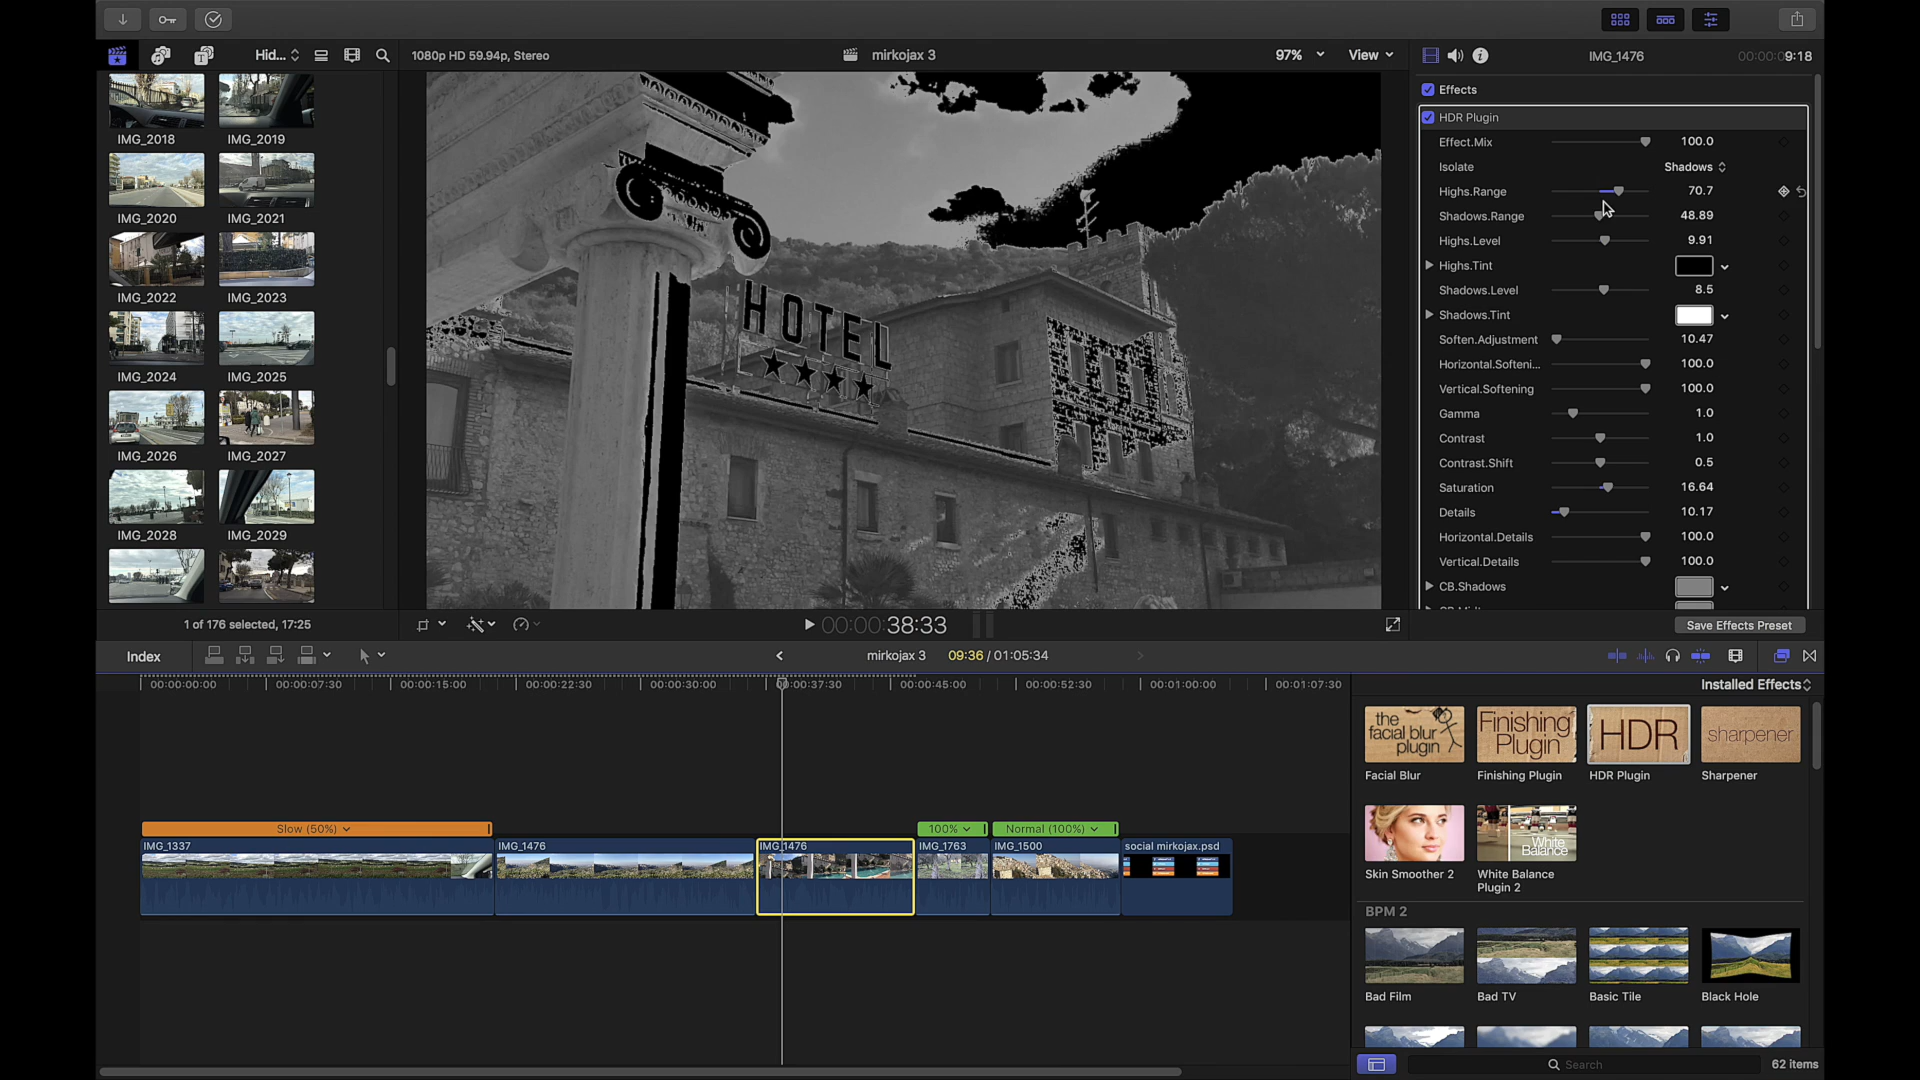 Hid...
1080p HD 59.94p, Stereo
mirkojax 3
97%
View
IMG_1476
00:00:09:18
IMG_2018
IMG_2019
IMG_2020
IMG_2021
IMG_2022
IMG_2023
IMG_2024
IMG_2025
IMG_2026
IMG_2027
IMG_2028
IMG_2029
1 of 176 selected, 17:25
HOTEL
00:00:38:33
Effects
HDR Plugin
Effect.Mix 100.0
Isolate Shadows
Highs.Range 70.7
Shadows.Range 48.89
Highs.Level 9.91
Highs.Tint
Shadows.Level 8.5
Shadows.Tint
Soften.Adjustment 10.47
Horizontal.Softeni... 100.0
Vertical.Softening 100.0
Gamma 1.0
Contrast 1.0
Contrast.Shift 0.5
Saturation 16.64
Details 10.17
Horizontal.Details 100.0
Vertical.Details 100.0
CB.Shadows
Save Effects Preset
Index
mirkojax 3
09:36 / 01:05:34
00:00:00:00
00:00:07:30
00:00:15:00
00:00:22:30
00:00:30:00
00:00:37:30
00:00:45:00
00:00:52:30
00:01:00:00
00:01:07:30
Slow (50%)
100%
Normal (100%)
IMG_1337
IMG_1476
IMG_1476
IMG_1763
IMG_1500
social mirkojax.psd
Installed Effects
the
facial blur
plugin
Finishing
Plugin
HDR
sharpener
Facial Blur
Finishing Plugin
HDR Plugin
Sharpener
White
Balance
Skin Smoother 2
White Balance
Plugin 2
BPM 2
Bad Film
Bad TV
Basic Tile
Black Hole
Search
62 items